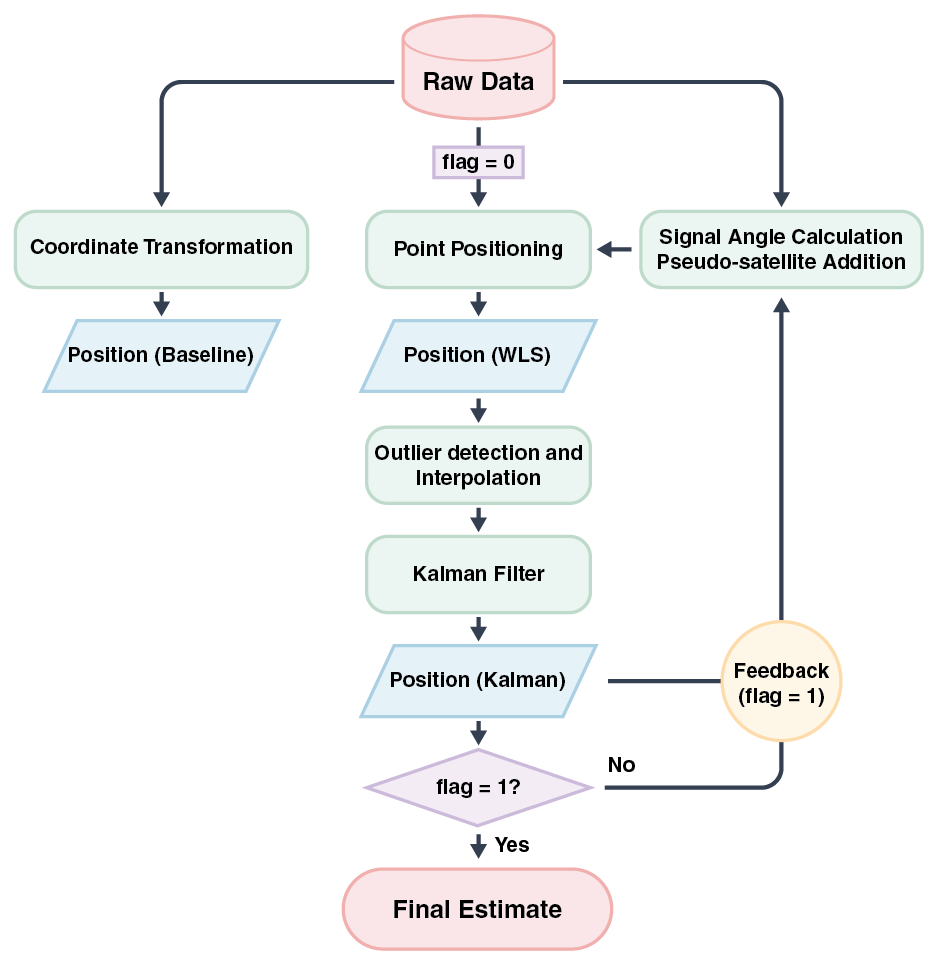 Raw Data
flag = 0
Coordinate Transformation
Point Positioning
Signal Angle Calculation
Pseudo-satellite Addition
Position (Baseline)
Position (WLS)
Outlier detection and
Interpolation
Kalman Filter
Position (Kalman)
Feedback
(flag = 1)
flag = 1?
No
Yes
Final Estimate